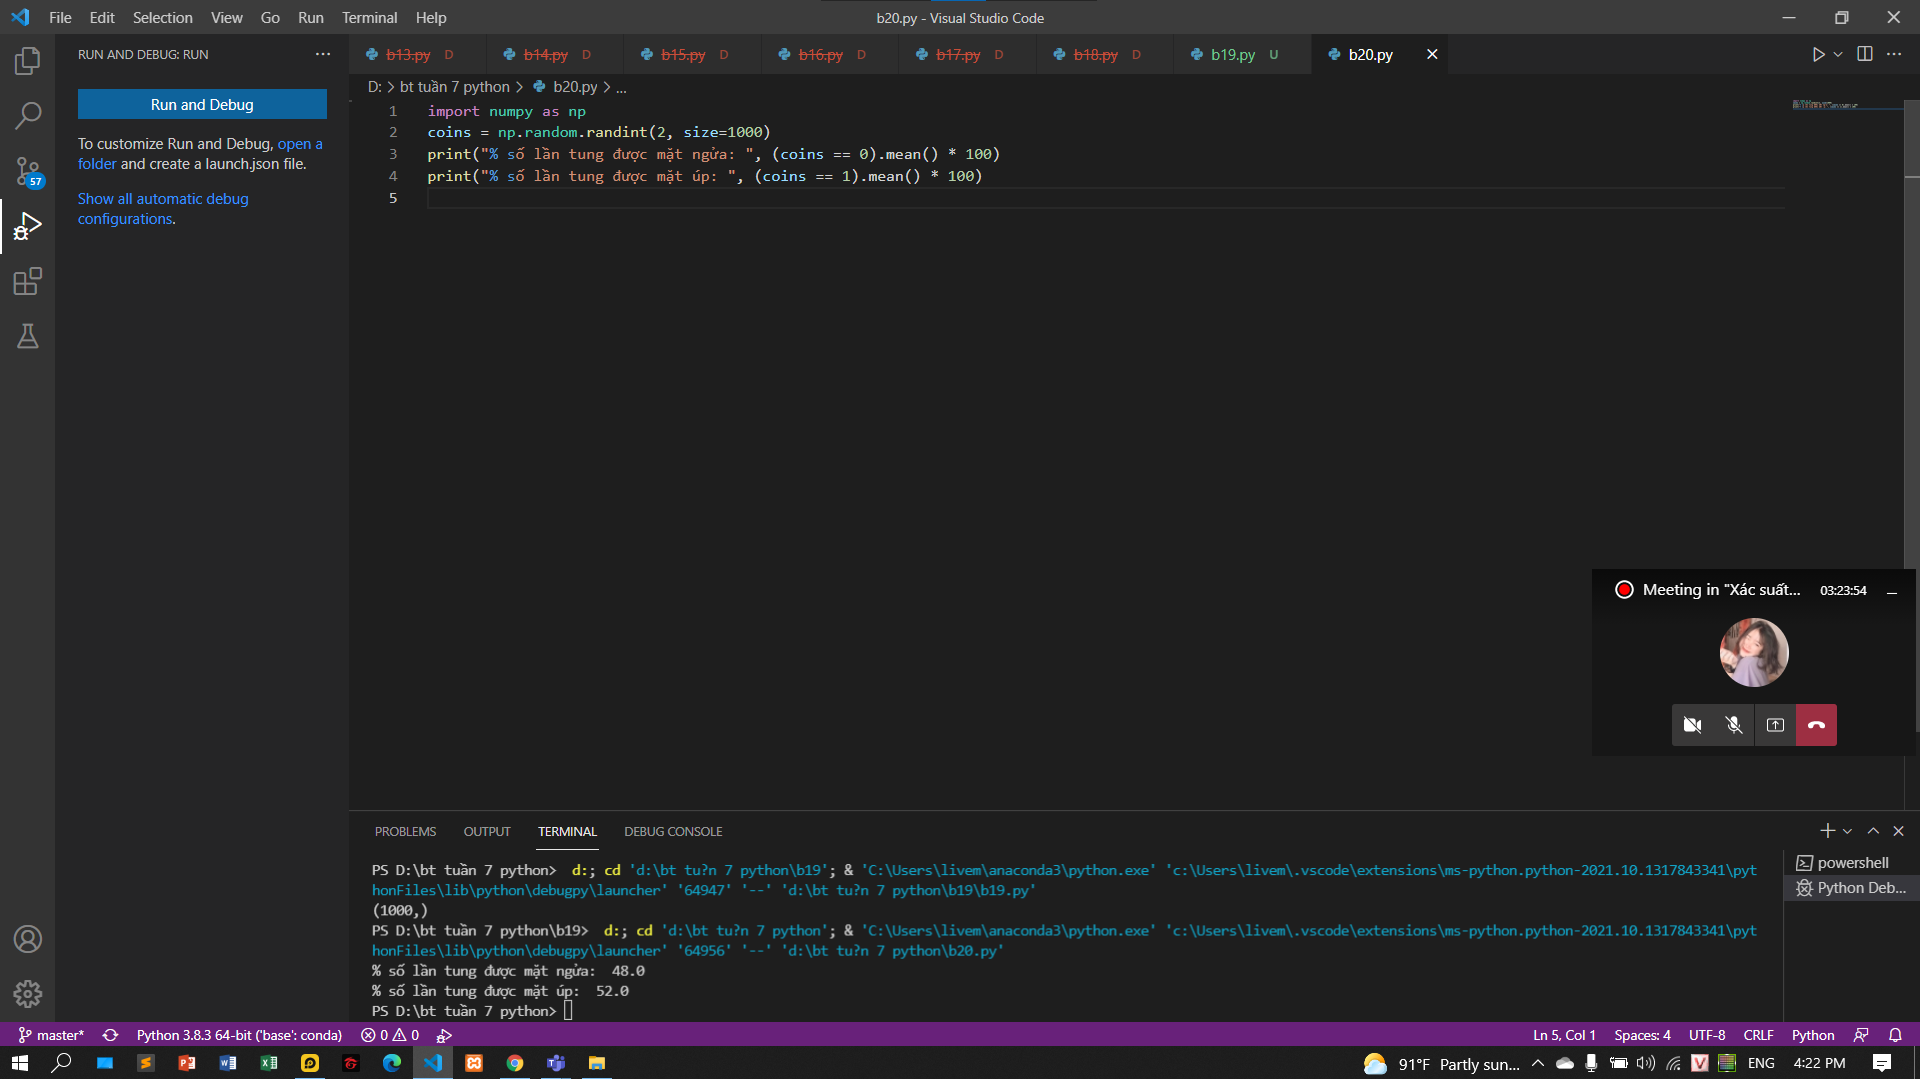 File Edit Selection View Go Run Terminal Help
b20.py - Visual Studio Code
RUN AND DEBUG: RUN
b13.py D b14.py D b15.py D b16.py D b17.py D b18.py D b19.py U b20.py
D: > bt tuần 7 python > b20.py > ...
Run and Debug
To customize Run and Debug, open a
folder and create a launch.json file.
Show all automatic debug
configurations.
57
1 import numpy as np
2 coins = np.random.randint(2, size=1000)
3 print("% số lần tung được mặt ngửa: ", (coins == 0).mean() * 100)
4 print("% số lần tung được mặt úp: ", (coins == 1).mean() * 100)
5
Meeting in "Xác suất... 03:23:54
PROBLEMS OUTPUT TERMINAL DEBUG CONSOLE
PS D:\bt tuần 7 python> d:; cd 'd:\bt tu?n 7 python\b19'; & 'C:\Users\livem\anaconda3\python.exe' 'c:\Users\livem\.vscode\extensions\ms-python.python-2021.10.1317843341\pyt
honFiles\lib\python\debugpy\launcher' '64947' '--' 'd:\bt tu?n 7 python\b19\b19.py'
(1000,)
PS D:\bt tuần 7 python\b19> d:; cd 'd:\bt tu?n 7 python'; & 'C:\Users\livem\anaconda3\python.exe' 'c:\Users\livem\.vscode\extensions\ms-python.python-2021.10.1317843341\pyt
honFiles\lib\python\debugpy\launcher' '64956' '--' 'd:\bt tu?n 7 python\b20.py'
% số lần tung được mặt ngửa: 48.0
% số lần tung được mặt úp: 52.0
PS D:\bt tuần 7 python>
powershell
Python Deb...
master* Python 3.8.3 64-bit ('base': conda) 0 0 Ln 5, Col 1 Spaces: 4 UTF-8 CRLF Python
91°F Partly sun... ENG 4:22 PM